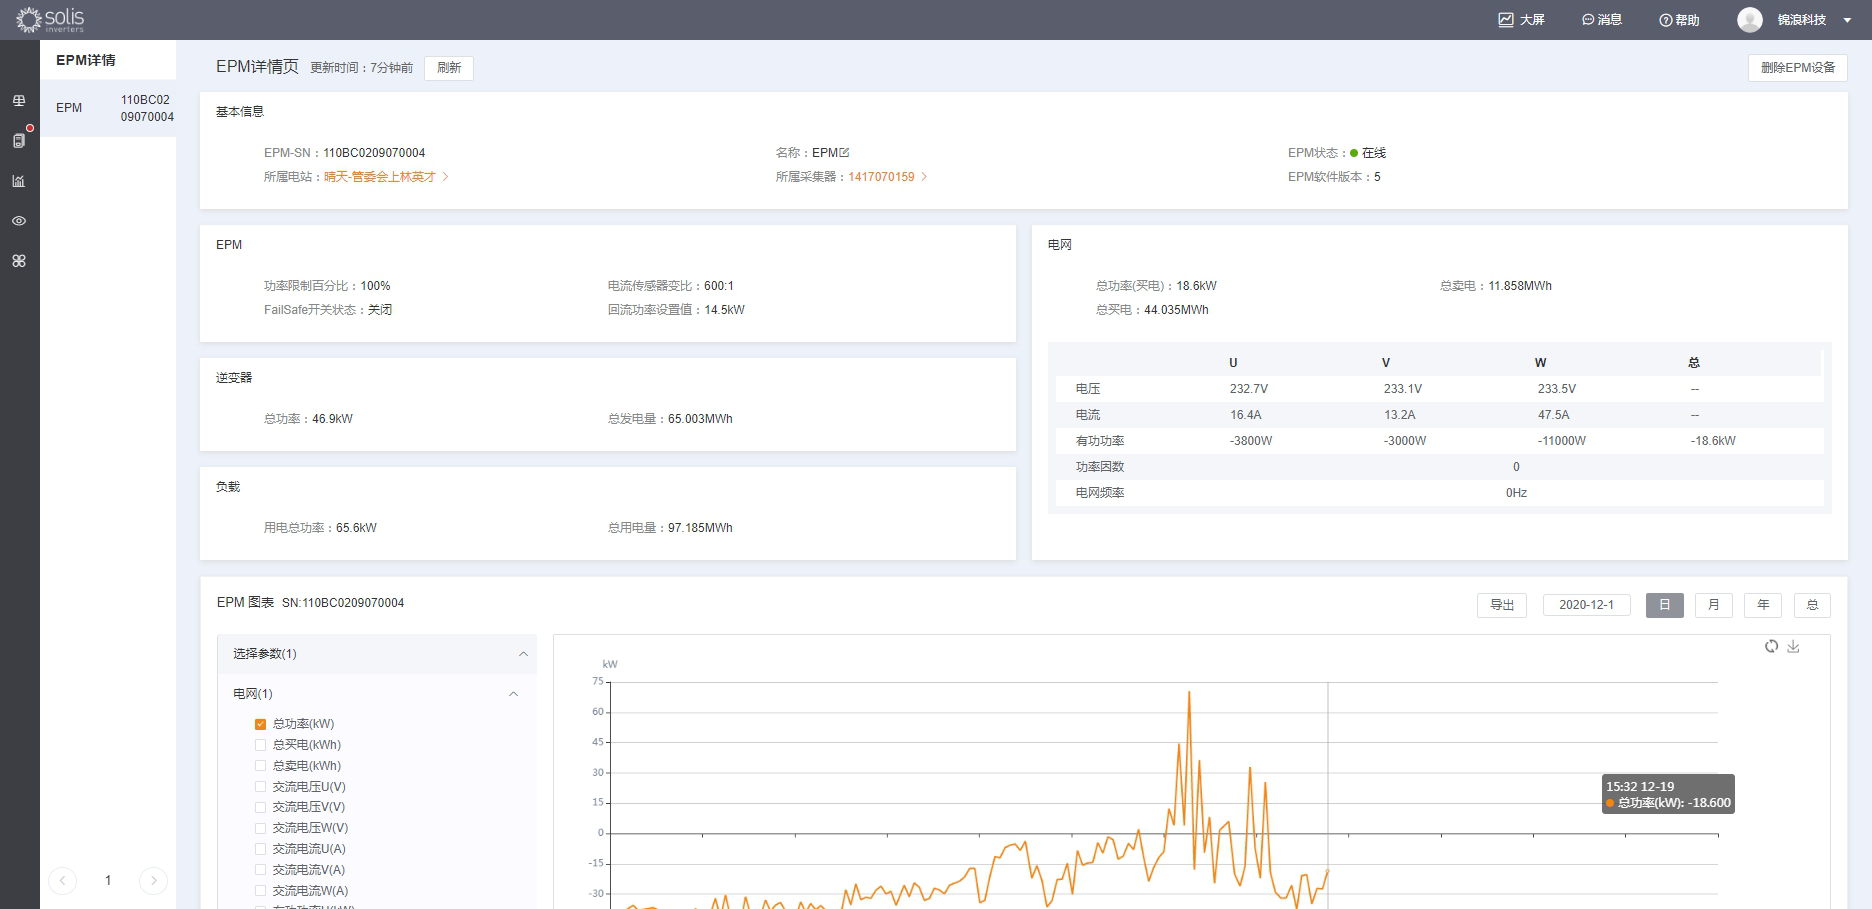 solis
inverters
大屏
消息
帮助
锦浪科技
EPM详情
EPM
110BC02
09070004
EPM详情页 更新时间：7分钟前 刷新
删除EPM设备
基本信息
EPM-SN：110BC0209070004
名称：EPM
EPM状态： 在线
所属电站：晴天-管委会上林英才 >
所属采集器：1417070159 >
EPM软件版本：5
EPM
功率限制百分比：100%
电流传感器变比：600:1
FailSafe开关状态：关闭
回流功率设置值：14.5kW
逆变器
总功率：46.9kW
总发电量：65.003MWh
负载
用电总功率：65.6kW
总用电量：97.185MWh
电网
总功率(买电)：18.6kW
总卖电：11.858MWh
总买电：44.035MWh
U V W 总
电压 232.7V 233.1V 233.5V --
电流 16.4A 13.2A 47.5A --
有功功率 -3800W -3000W -11000W -18.6kW
功率因数 0
电网频率 0Hz
EPM 图表 SN:110BC0209070004
导出
2020-12-1
日
月
年
总
选择参数(1)
电网(1)
总功率(kW)
总买电(kWh)
总卖电(kWh)
交流电压U(V)
交流电压V(V)
交流电压W(V)
交流电流U(A)
交流电流V(A)
交流电流W(A)
有功功率U(kW)
kW
75
60
45
30
15
0
-15
-30
15:32 12-19
总功率(kW): -18.600
< 1 >